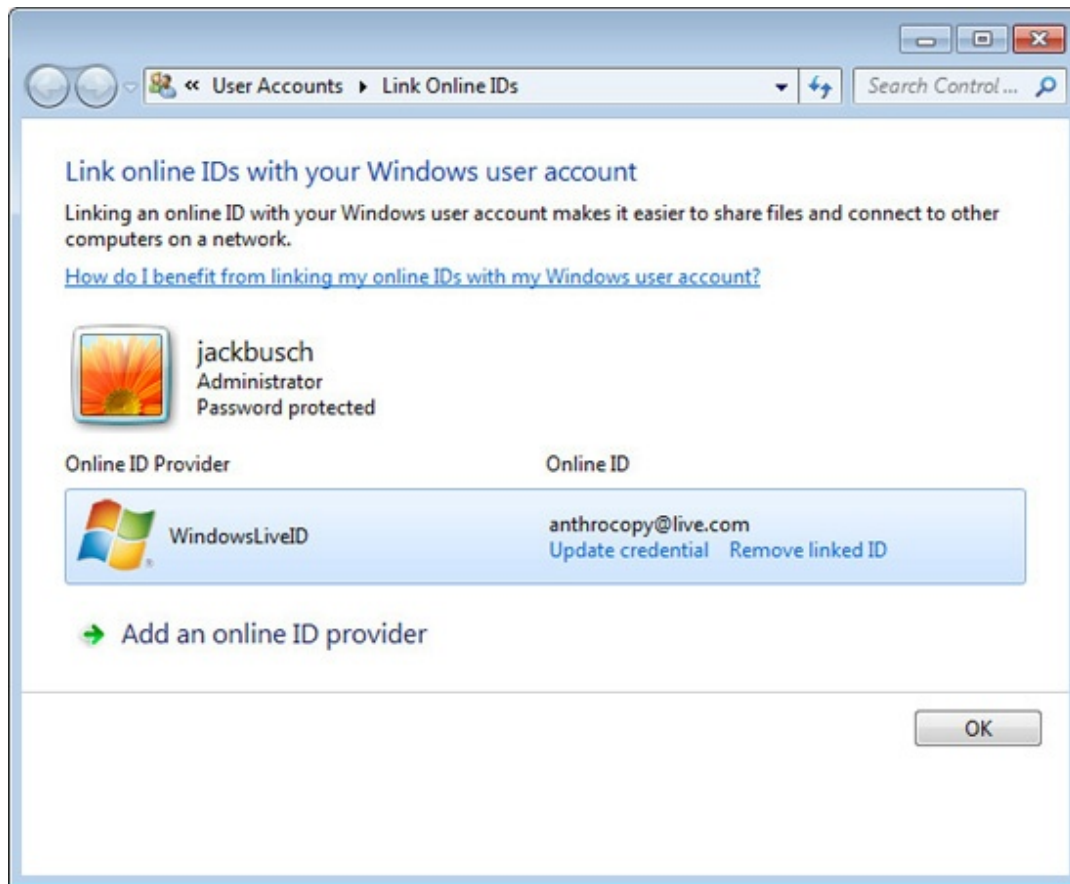 « User Accounts ▸ Link Online IDs
Search Control ...
Link online IDs with your Windows user account
Linking an online ID with your Windows user account makes it easier to share files and connect to other
computers on a network.
How do I benefit from linking my online IDs with my Windows user account?
jackbusch
Administrator
Password protected
Online ID Provider Online ID
WindowsLiveID
anthrocopy@live.com
Update credential Remove linked ID
Add an online ID provider
OK